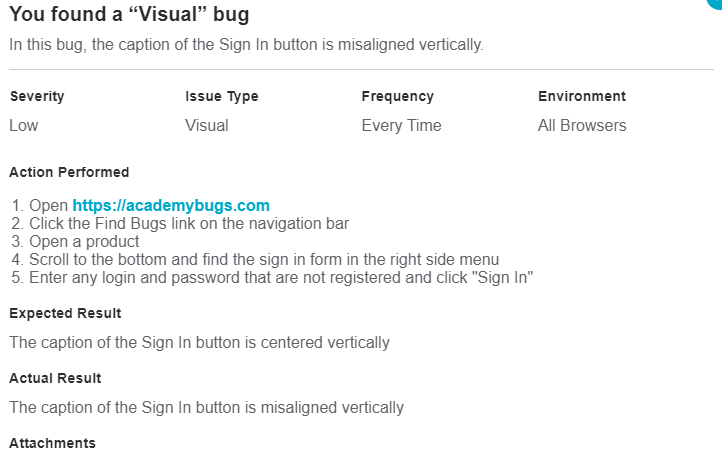 You found a “Visual” bug
In this bug, the caption of the Sign In button is misaligned vertically.
Severity Issue Type Frequency Environment
Low Visual Every Time All Browsers
Action Performed
1. Open https://academybugs.com
2. Click the Find Bugs link on the navigation bar
3. Open a product
4. Scroll to the bottom and find the sign in form in the right side menu
5. Enter any login and password that are not registered and click "Sign In"
Expected Result
The caption of the Sign In button is centered vertically
Actual Result
The caption of the Sign In button is misaligned vertically
Attachments